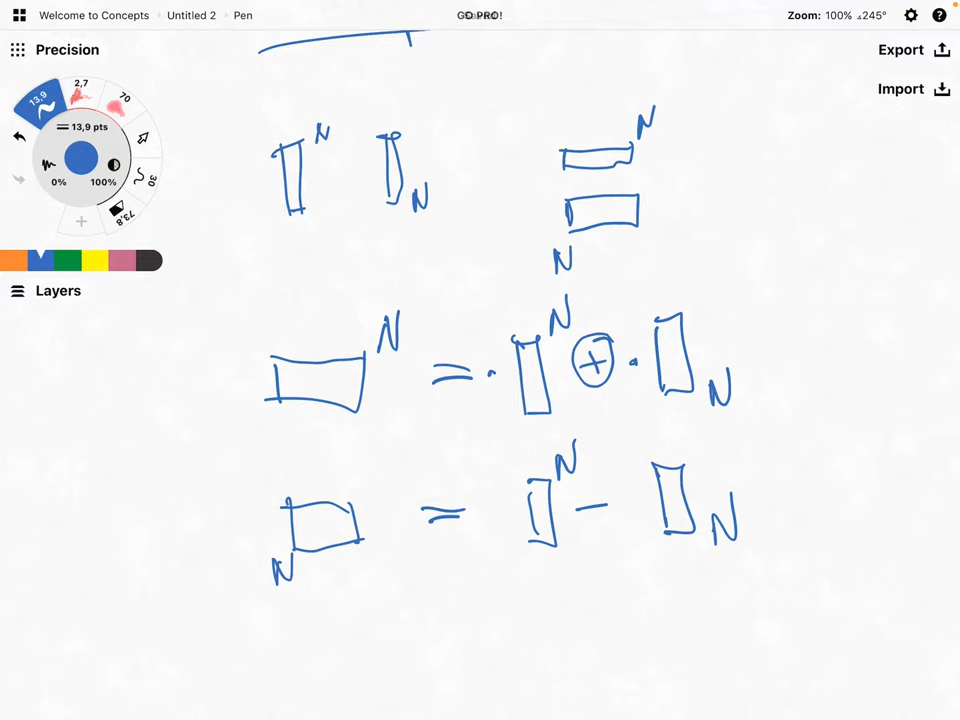 Welcome to Concepts › Untitled 2 › Pen
GO PRO!
Zoom: 100% ⊿245°
Precision
Export
Import
2,7
13,9
70
13,9 pts
0%
100%
30
73,8
Layers
N
N
N
N
N = · N ⊕ · N
N = N − N